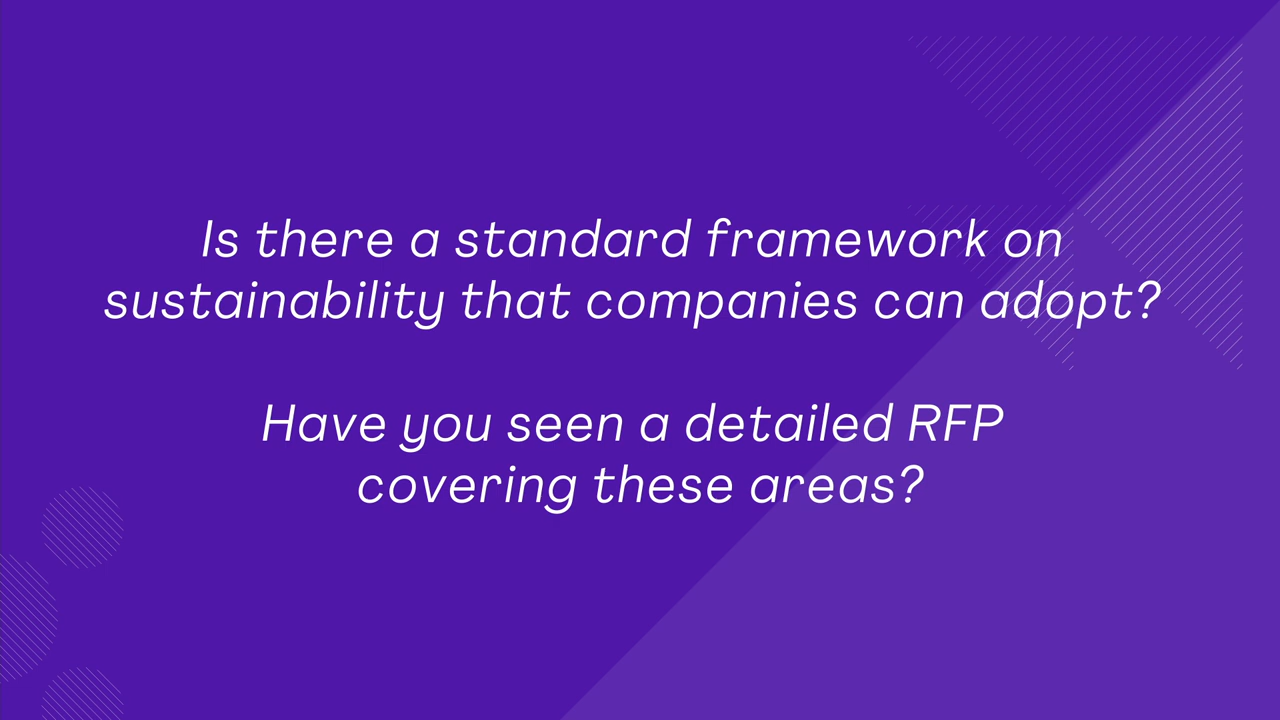 Is there a standard framework on
sustainability that companies can adopt?
Have you seen a detailed RFP
covering these areas?